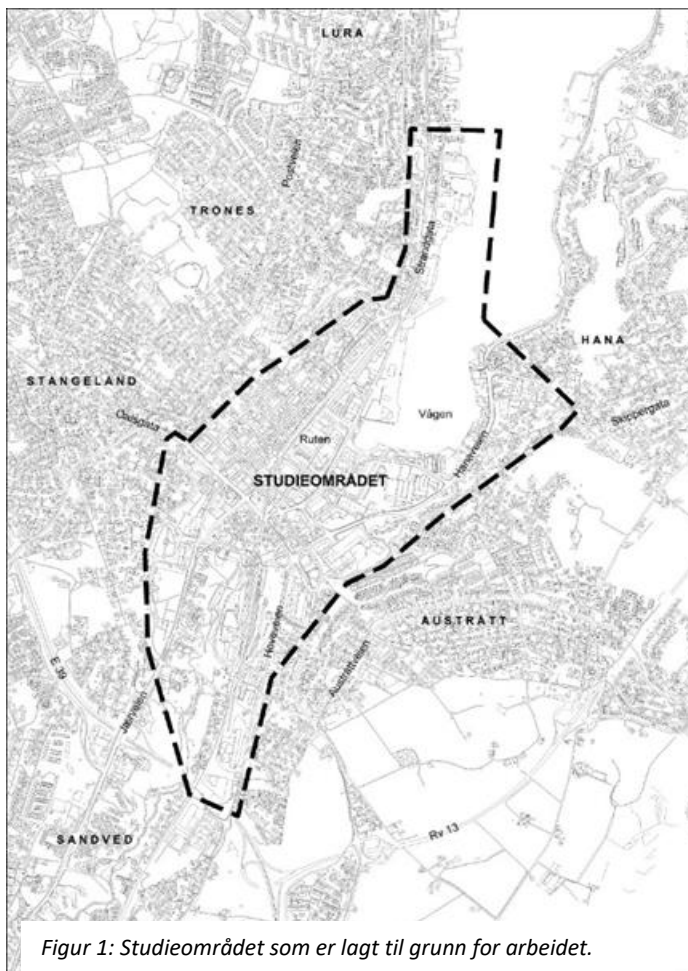 LURA
Postveien
TRONES
Strandgata
HANA
STANGELAND
Oalsgata
Skippergata
Vågen
Ruten
Hanaveien
STUDIEOMRÅDET
Hoveveien
AUSTRÅTT
Austråttveien
E 39
Jærveien
Rv 13
SANDVED
Figur 1: Studieområdet som er lagt til grunn for arbeidet.